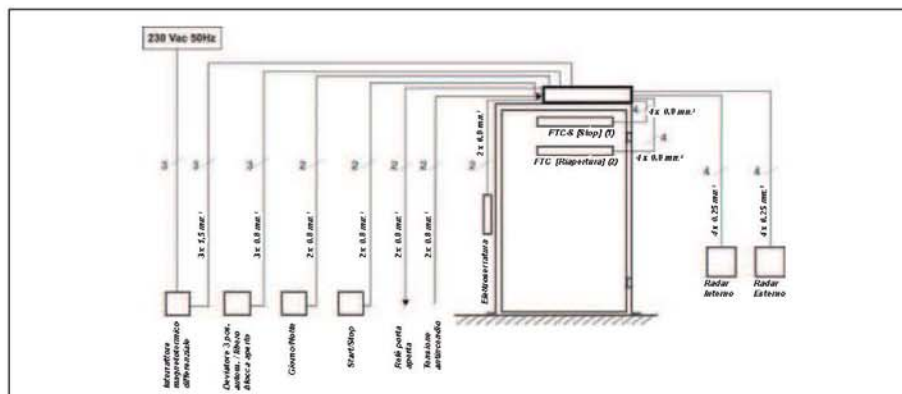 230 Vac 50Hz
3
3
3
2
2
2
2
2
4
4
4
4
3 x 1,5 mm.²
3 x 0,8 mm.²
2 x 0,8 mm.²
2 x 0,8 mm.²
2 x 0,8 mm.²
2 x 0,8 mm.²
2 x 0,8 mm.²
4 x 0,8 mm.²
4 x 0,8 mm.²
4 x 0,25 mm.²
4 x 0,25 mm.²
FTC-S [Stop] (1)
FTC [Riapertura] (2)
Elettroserratura
Radar
Interno
Radar
Esterno
Interruttore
magnetotermico
differenziale
Deviatore 3 pos.
autom. / libero
blocca aperto
Giorno/Notte
Start/Stop
Relè porta
aperta
Tensione
antincendio